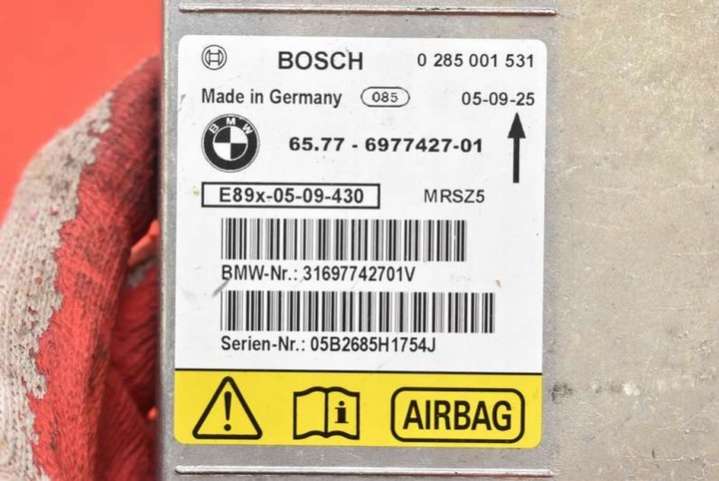 BOSCH 0 285 001 531
Made in Germany 085 05-09-25
BMW 65.77 - 6977427-01
E89x-05-09-430 MRSZ5
BMW-Nr.: 31697742701V
Serien-Nr.: 05B2685H1754J
! i AIRBAG